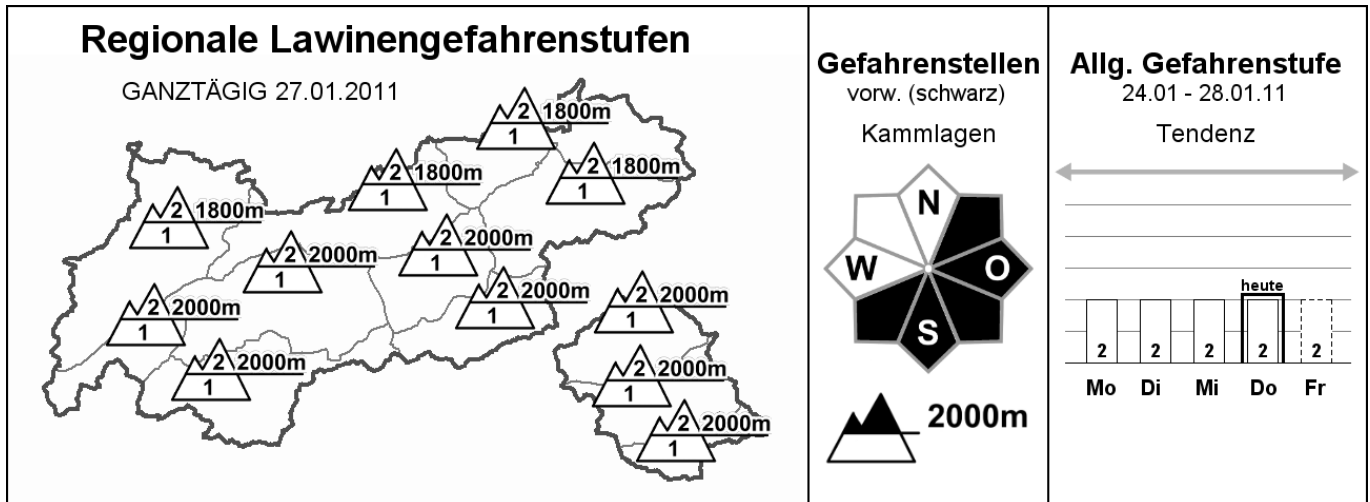 Regionale Lawinengefahrenstufen
GANZTÄGIG 27.01.2011
2 1800m
1
2 1800m
1
2 1800m
1
2 1800m
1
2 2000m
1
2 2000m
1
2 2000m
1
2 2000m
1
2 2000m
1
2 2000m
1
2 2000m
1
2 2000m
1
Gefahrenstellen
vorw. (schwarz)
Kammlagen
N
W O
S
2000m
Allg. Gefahrenstufe
24.01 - 28.01.11
Tendenz
heute
2 2 2 2 2
Mo Di Mi Do Fr